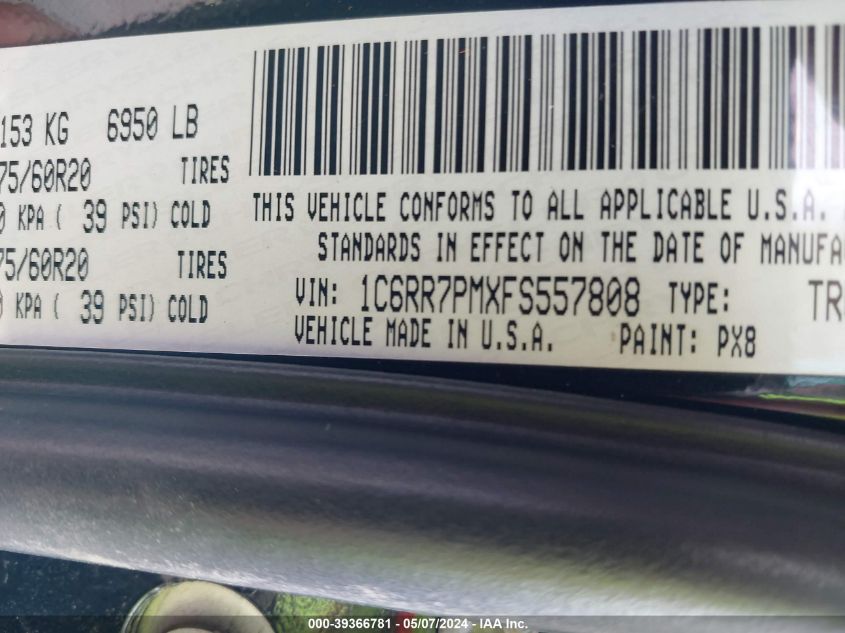 153 KG 6950 LB
75/60R20 TIRES
0 KPA ( 39 PSI) COLD
75/60R20 TIRES
0 KPA ( 39 PSI) COLD
THIS VEHICLE CONFORMS TO ALL APPLICABLE U.S.A.
STANDARDS IN EFFECT ON THE DATE OF MANUFA
VIN: 1C6RR7PMXFS557808 TYPE: TR
VEHICLE MADE IN U.S.A. PAINT: PX8
000-39366781 - 05/07/2024 - IAA Inc.